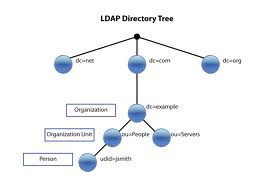 LDAP Directory Tree
dc=net
dc=com
dc=org
Organization
dc=example
Organization Unit
ou=People
ou=Servers
Person
udid=jsmith